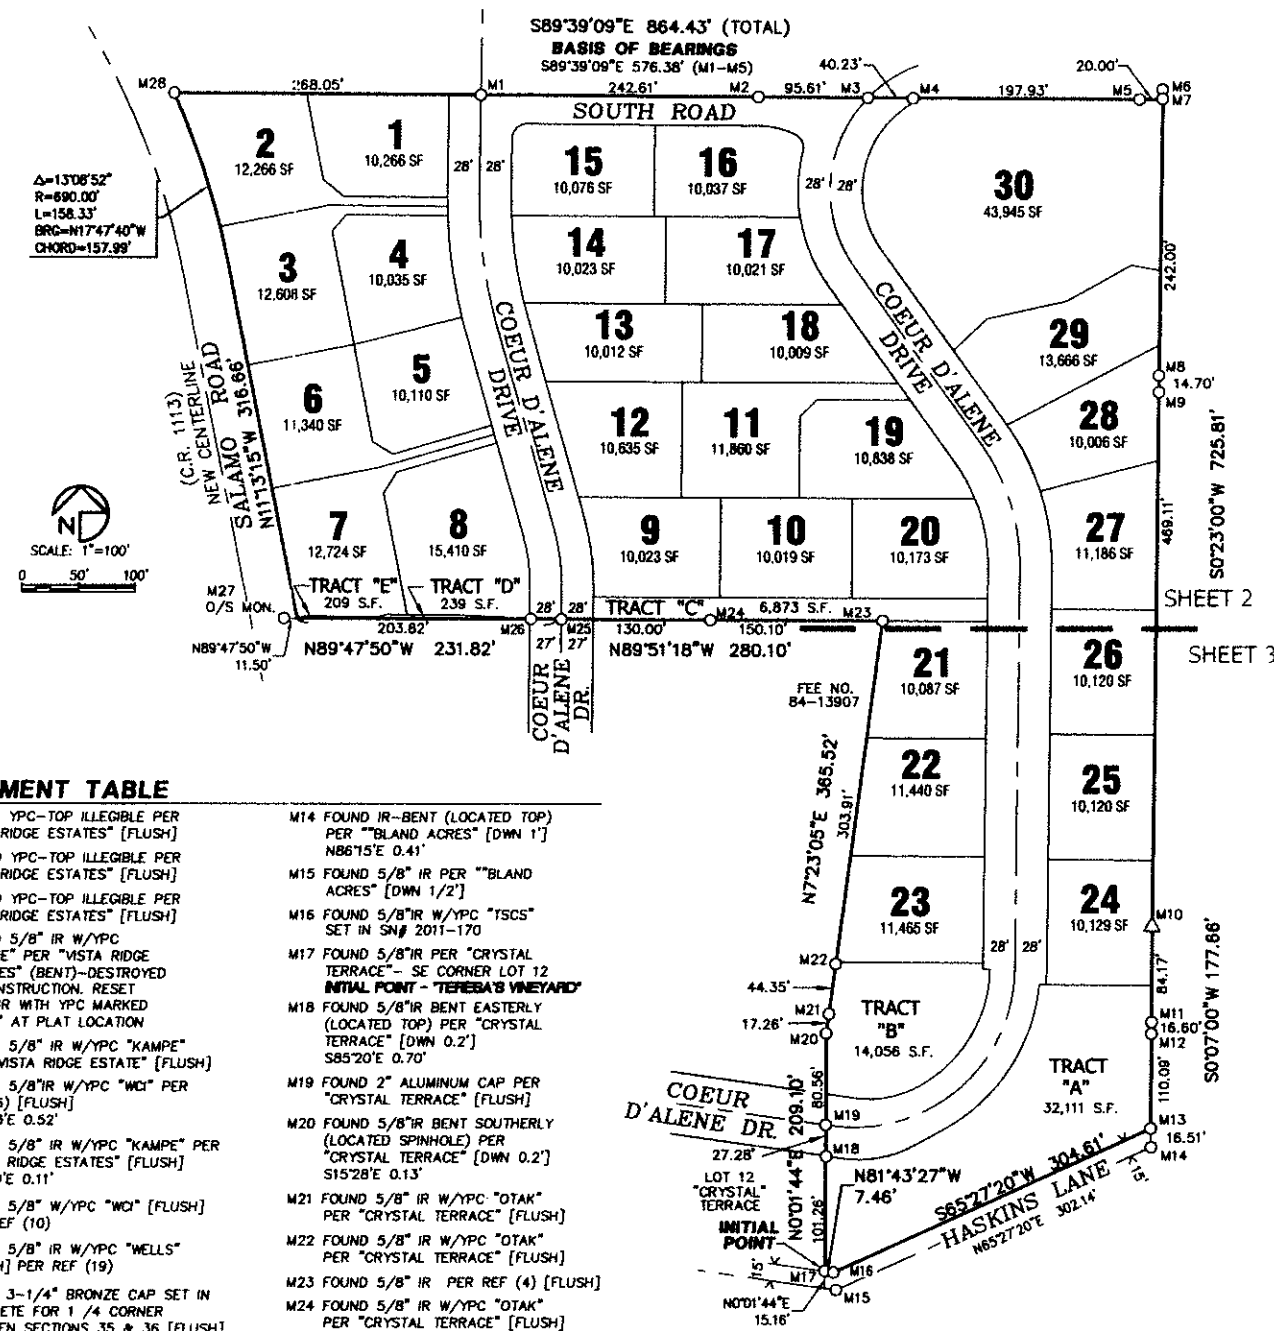 S89°39'09"E 864.43' (TOTAL)
BASIS OF BEARINGS
S89°39'09"E 576.38' (M1-M5)
40.23'
20.00'
M28
268.05'
M1
242.61'
M2
95.61'
M3
M4
197.93'
M5
M6
M7
SOUTH ROAD
2
12,266 SF
1
10,266 SF
28'
28'
15
10,076 SF
16
10,037 SF
28'
28'
30
43,945 SF
Δ=13°08'52"
R=690.00'
L=158.33'
BRG=N17°47'40"W
CHORD=157.99'
3
12,608 SF
4
10,035 SF
14
10,023 SF
17
10,021 SF
242.00'
COEUR D'ALENE
DRIVE
COEUR D'ALENE
DRIVE
13
10,012 SF
18
10,009 SF
29
13,666 SF
M8
14.70'
M9
(C.R. 1113)
NEW CENTERLINE
SALAMO ROAD
N11°13'15"W 316.66'
6
11,340 SF
5
10,110 SF
12
10,635 SF
11
11,860 SF
19
10,838 SF
28
10,006 SF
S0°23'00"W 725.81'
469.11'
N
SCALE: 1"=100'
0 50' 100'
7
12,724 SF
8
15,410 SF
9
10,023 SF
10
10,019 SF
20
10,173 SF
27
11,186 SF
M27
O/S MON.
TRACT "E"
209 S.F.
TRACT "D"
239 S.F.
28'
28'
TRACT "C"
6,873 S.F.
M24
M23
SHEET 2
203.82'
M26
M25
130.00'
150.10'
N89°47'50"W
11.50'
N89°47'50"W 231.82'
27'
27'
N89°51'18"W 280.10'
SHEET 3
COEUR
D'ALENE
DR.
FEE NO.
84-13907
21
10,087 SF
26
10,120 SF
N7°23'05"E 365.52'
303.91'
22
11,440 SF
25
10,120 SF
23
11,465 SF
24
10,129 SF
M10
28'
28'
M22
44.35'
M21
17.26'
M20
TRACT
"B"
14,056 S.F.
84.17'
M11
16.60'
M12
S0°07'00"W 177.86'
TRACT
"A"
32,111 S.F.
110.09'
COEUR
D'ALENE DR.
80.56'
N0°01'44"E 209.10'
M19
M18
27.28'
M13
16.51'
M14
15'
LOT 12
"CRYSTAL"
TERRACE
N81°43'27"W
7.46'
S65°27'20"W 304.61'
HASKINS LANE
N65°27'20"E 302.14'
101.26'
INITIAL
POINT
15'
M17
M16
M15
N0°01'44"E
15.16'
MENT TABLE
YPC-TOP ILLEGIBLE PER
RIDGE ESTATES" [FLUSH]
YPC-TOP ILLEGIBLE PER
RIDGE ESTATES" [FLUSH]
YPC-TOP ILLEGIBLE PER
RIDGE ESTATES" [FLUSH]
5/8" IR W/YPC
E" PER "VISTA RIDGE
ES" (BENT)-DESTROYED
NSTRUCTION. RESET
R WITH YPC MARKED
" AT PLAT LOCATION
5/8" IR W/YPC "KAMPE"
VISTA RIDGE ESTATE" [FLUSH]
5/8"IR W/YPC "WCI" PER
) [FLUSH]
E 0.52'
5/8" IR W/YPC "KAMPE" PER
RIDGE ESTATES" [FLUSH]
'E 0.11'
5/8" W/YPC "WCI" [FLUSH]
EF (10)
5/8" IR W/YPC "WELLS"
H] PER REF (19)
3-1/4" BRONZE CAP SET IN
ETE FOR 1 /4 CORNER
EN SECTIONS 35 & 36 [FLUSH]
M14 FOUND IR-BENT (LOCATED TOP)
PER ""BLAND ACRES" [DWN 1']
N86°15'E 0.41'
M15 FOUND 5/8" IR PER ""BLAND
ACRES" [DWN 1/2']
M16 FOUND 5/8"IR W/YPC "TSCS"
SET IN SN# 2011-170
M17 FOUND 5/8"IR PER "CRYSTAL
TERRACE"- SE CORNER LOT 12
INITIAL POINT - "TERESA'S VINEYARD"
M18 FOUND 5/8"IR BENT EASTERLY
(LOCATED TOP) PER "CRYSTAL
TERRACE" [DWN 0.2']
S85°20'E 0.70'
M19 FOUND 2" ALUMINUM CAP PER
"CRYSTAL TERRACE" [FLUSH]
M20 FOUND 5/8"IR BENT SOUTHERLY
(LOCATED SPINHOLE) PER
"CRYSTAL TERRACE" [DWN 0.2']
S15°28'E 0.13'
M21 FOUND 5/8" IR W/YPC "OTAK"
PER "CRYSTAL TERRACE" [FLUSH]
M22 FOUND 5/8" IR W/YPC "OTAK"
PER "CRYSTAL TERRACE" [FLUSH]
M23 FOUND 5/8" IR PER REF (4) [FLUSH]
M24 FOUND 5/8" IR W/YPC "OTAK"
PER "CRYSTAL TERRACE" [FLUSH]